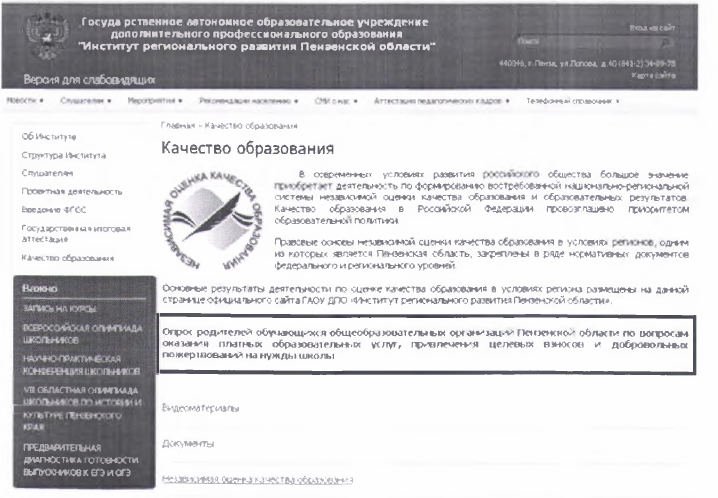 Государственное автономное образовательное учреждение
дополнительного профессионального образования
"Институт регионального развития Пензенской области"
Вход на сайт
Поиск
440049, г. Пенза, ул.Попова, д.40 (841-2) 34-89-78
Карта сайта
Версия для слабовидящих
Новости Слушателям Мероприятия Рекомендации населению СМИ о нас Аттестация педагогических кадров Телефонный справочник
Об Институте
Структура Института
Слушателям
Проектная деятельность
Введение ФГОС
Государственная итоговая
аттестация
Качество образования
Важно
ЗАПИСЬ НА КУРСЫ
ВСЕРОССИЙСКАЯ ОЛИМПИАДА
ШКОЛЬНИКОВ
НАУЧНО-ПРАКТИЧЕСКАЯ
КОНФЕРЕНЦИЯ ШКОЛЬНИКОВ
VIII ОБЛАСТНАЯ ОЛИМПИАДА
ШКОЛЬНИКОВ ПО ИСТОРИИ И
КУЛЬТУРЕ ПЕНЗЕНСКОГО
КРАЯ
ПРЕДВАРИТЕЛЬНАЯ
ДИАГНОСТИКА ГОТОВНОСТИ
ВЫПУСКНИКОВ К ЕГЭ И ОГЭ
Главная » Качество образования
Качество образования
НЕЗАВИСИМАЯ ОЦЕНКА КАЧЕСТВА ОБРАЗОВАНИЯ
В современных условиях развития российского общества большое значение
приобретает деятельность по формированию востребованной национально-региональной
системы независимой оценки качества образования и образовательных результатов.
Качество образования в Российской Федерации провозглашено приоритетом
образовательной политики.
Правовые основы независимой оценки качества образования в условиях регионов, одним
из которых является Пензенская область, закреплены в ряде нормативных документов
федерального и регионального уровней.
Основные результаты деятельности по оценке качества образования в условиях региона размещены на данной
странице официального сайта ГАОУ ДПО «Институт регионального развития Пензенской области».
Опрос родителей обучающихся общеобразовательных организаций Пензенской области по вопросам
оказания платных образовательных услуг, привлечения целевых взносов и добровольных
пожертвований на нужды школы
Видеоматериалы
Документы
Независимая оценка качества образования